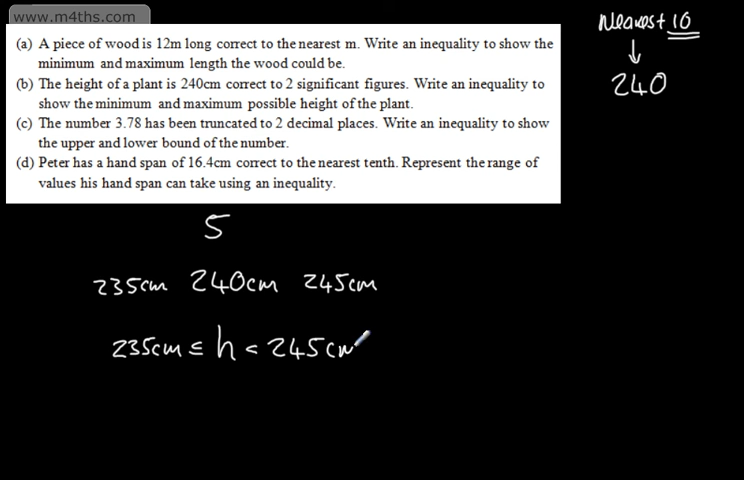 www.m4ths.com
Nearest 10
↓
240
(a) A piece of wood is 12m long correct to the nearest m. Write an inequality to show the
minimum and maximum length the wood could be.
(b) The height of a plant is 240cm correct to 2 significant figures. Write an inequality to
show the minimum and maximum possible height of the plant.
(c) The number 3.78 has been truncated to 2 decimal places. Write an inequality to show
the upper and lower bound of the number.
(d) Peter has a hand span of 16.4cm correct to the nearest tenth. Represent the range of
values his hand span can take using an inequality.
5
235cm 240cm 245cm
235cm ≤ h < 245cm